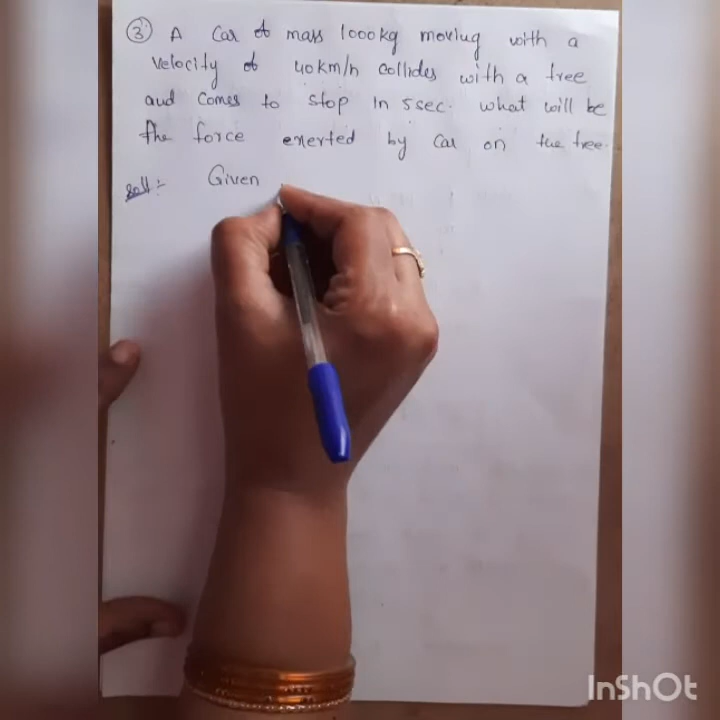 ③ A Car of mass 1000kg moving with a
velocity of 40km/h collides with a tree
and comes to stop in 5sec. what will be
the force exerted by car on the tree.
Soll:- Given
InShOt